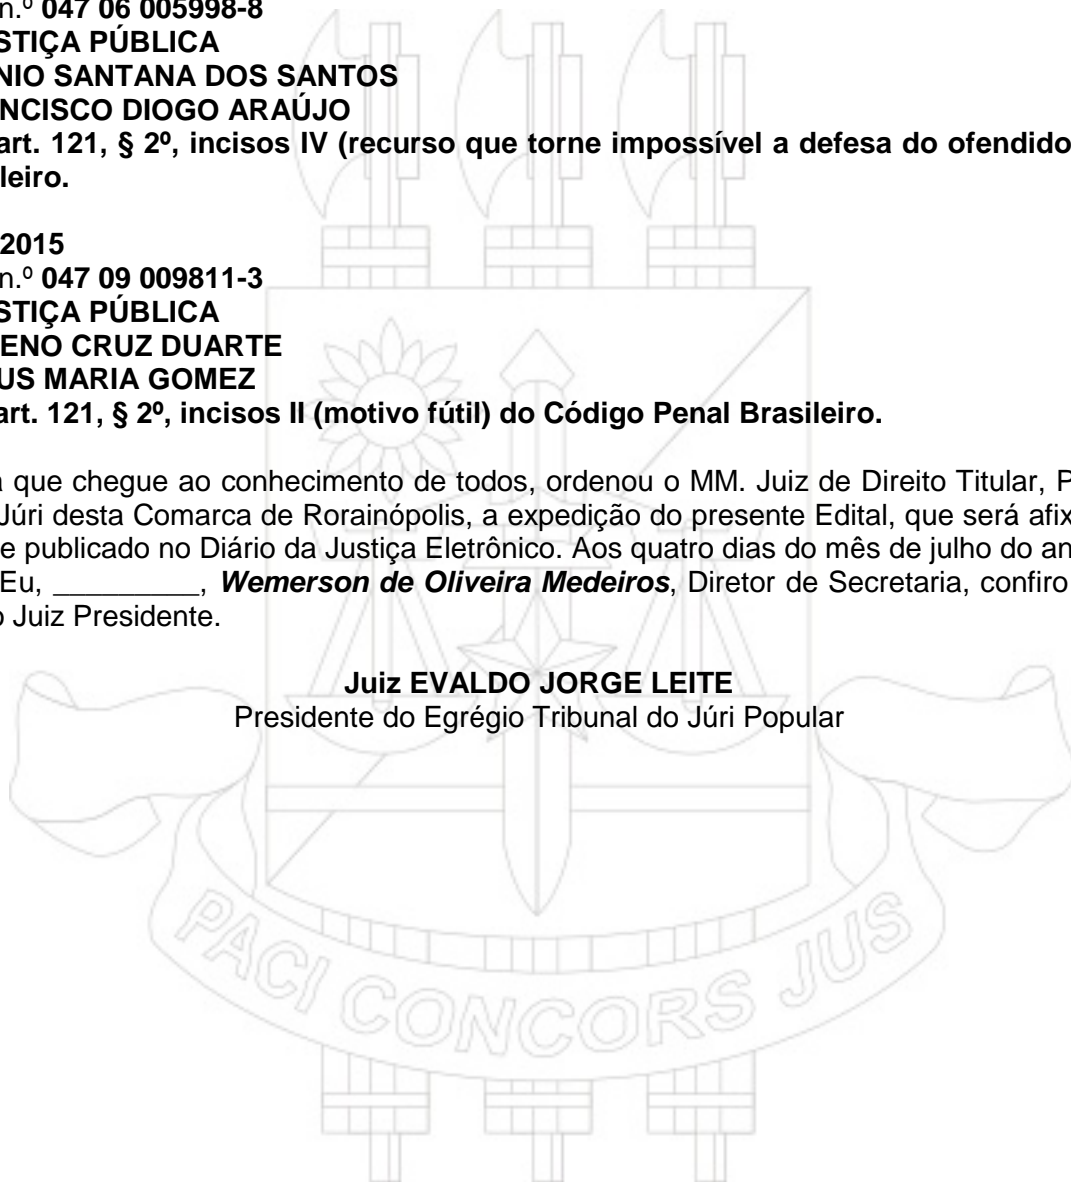 n.º 047 06 005998-8
STIÇA PÚBLICA
NIO SANTANA DOS SANTOS
NCISCO DIOGO ARAÚJO
art. 121, § 2º, incisos IV (recurso que torne impossível a defesa do ofendido
leiro.
2015
n.º 047 09 009811-3
STIÇA PÚBLICA
ENO CRUZ DUARTE
US MARIA GOMEZ
art. 121, § 2º, incisos II (motivo fútil) do Código Penal Brasileiro.
a que chegue ao conhecimento de todos, ordenou o MM. Juiz de Direito Titular, P
Júri desta Comarca de Rorainópolis, a expedição do presente Edital, que será afix
e publicado no Diário da Justiça Eletrônico. Aos quatro dias do mês de julho do an
Eu, _________, Wemerson de Oliveira Medeiros, Diretor de Secretaria, confiro
o Juiz Presidente.
Juiz EVALDO JORGE LEITE
Presidente do Egrégio Tribunal do Júri Popular
PACI CONCORS JUS